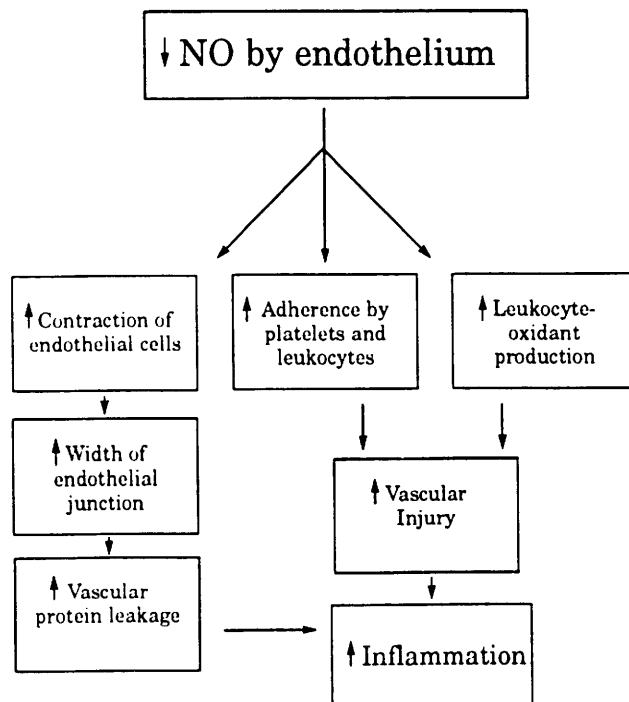 ↓ NO by endothelium
↑ Contraction of
endothelial cells
↑ Adherence by
platelets and
leukocytes
↑ Leukocyte-
oxidant
production
↑ Width of
endothelial
junction
↑ Vascular
Injury
↑ Vascular
protein leakage
↑ Inflammation